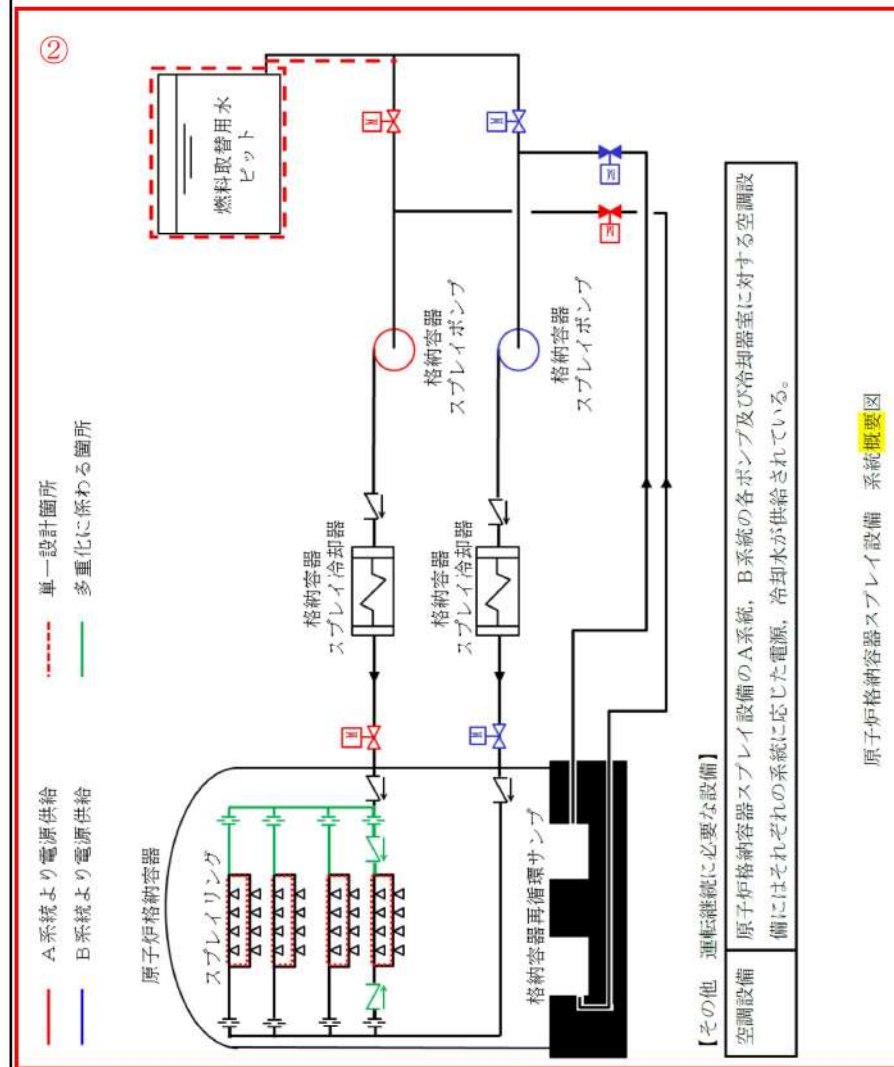 ②
A系統より電源供給
単一設計箇所
B系統より電源供給
多重化に係わる箇所
原子炉格納容器
スプレイリング
格納容器再循環サンプ
格納容器
スプレイ冷却器
格納容器
スプレイ冷却器
格納容器
スプレイポンプ
格納容器
スプレイポンプ
燃料取替用水
ピット
M
M
M
M
M
M
【その他 運転継続に必要な設備】
空調設備
原子炉格納容器スプレイ設備のA系統，B系統の各ポンプ及び冷却器室に対する空調設
備にはそれぞれの系統に応じた電源，冷却水が供給されている。
原子炉格納容器スプレイ設備 系統概要図